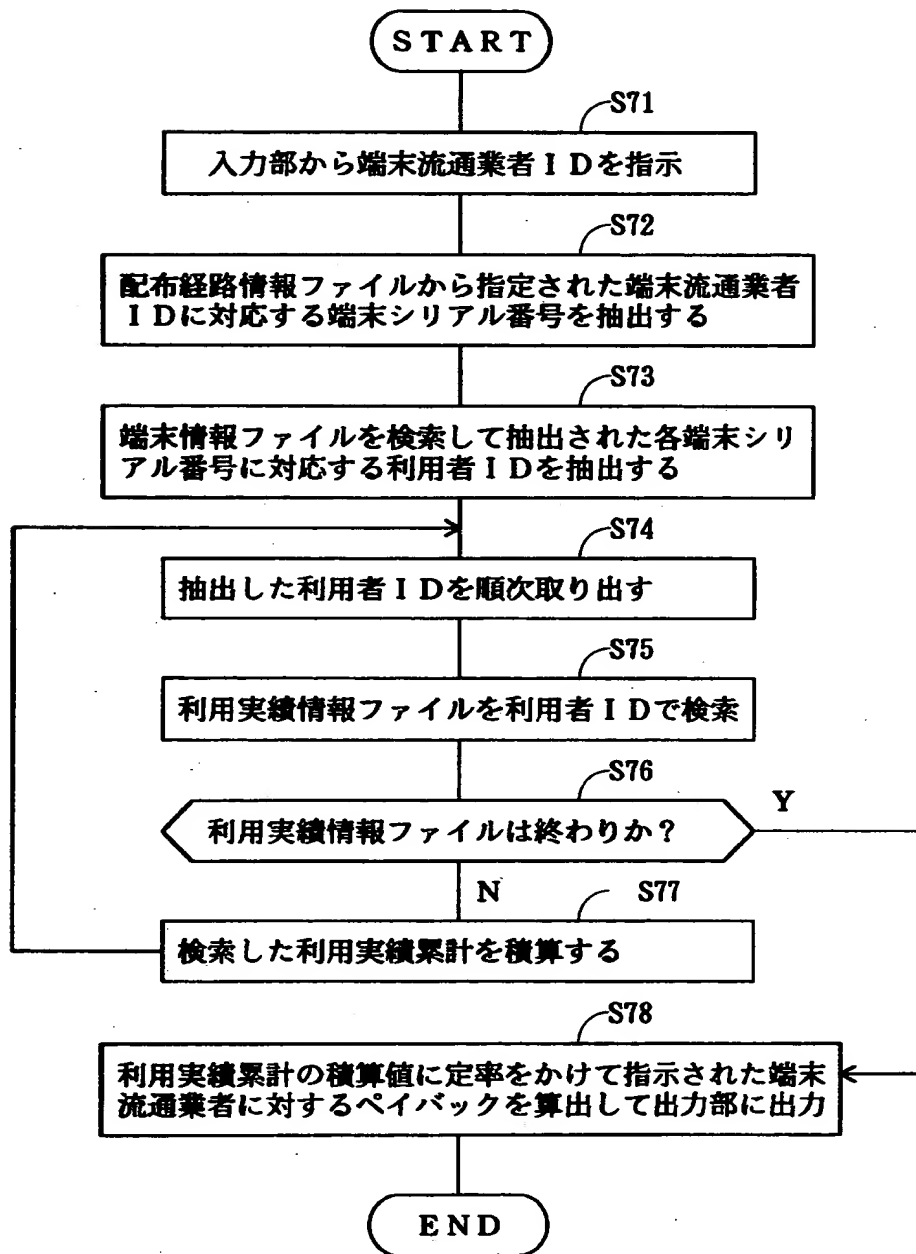 START
S71
入力部から端末流通業者IDを指示
S72
配布経路情報ファイルから指定された端末流通業者
IDに対応する端末シリアル番号を抽出する
S73
端末情報ファイルを検索して抽出された各端末シリ
アル番号に対応する利用者IDを抽出する
S74
抽出した利用者IDを順次取り出す
S75
利用実績情報ファイルを利用者IDで検索
S76
利用実績情報ファイルは終わりか？
Y
N
S77
検索した利用実績累計を積算する
S78
利用実績累計の積算値に定率をかけて指示された端末
流通業者に対するペイバックを算出して出力部に出力
END